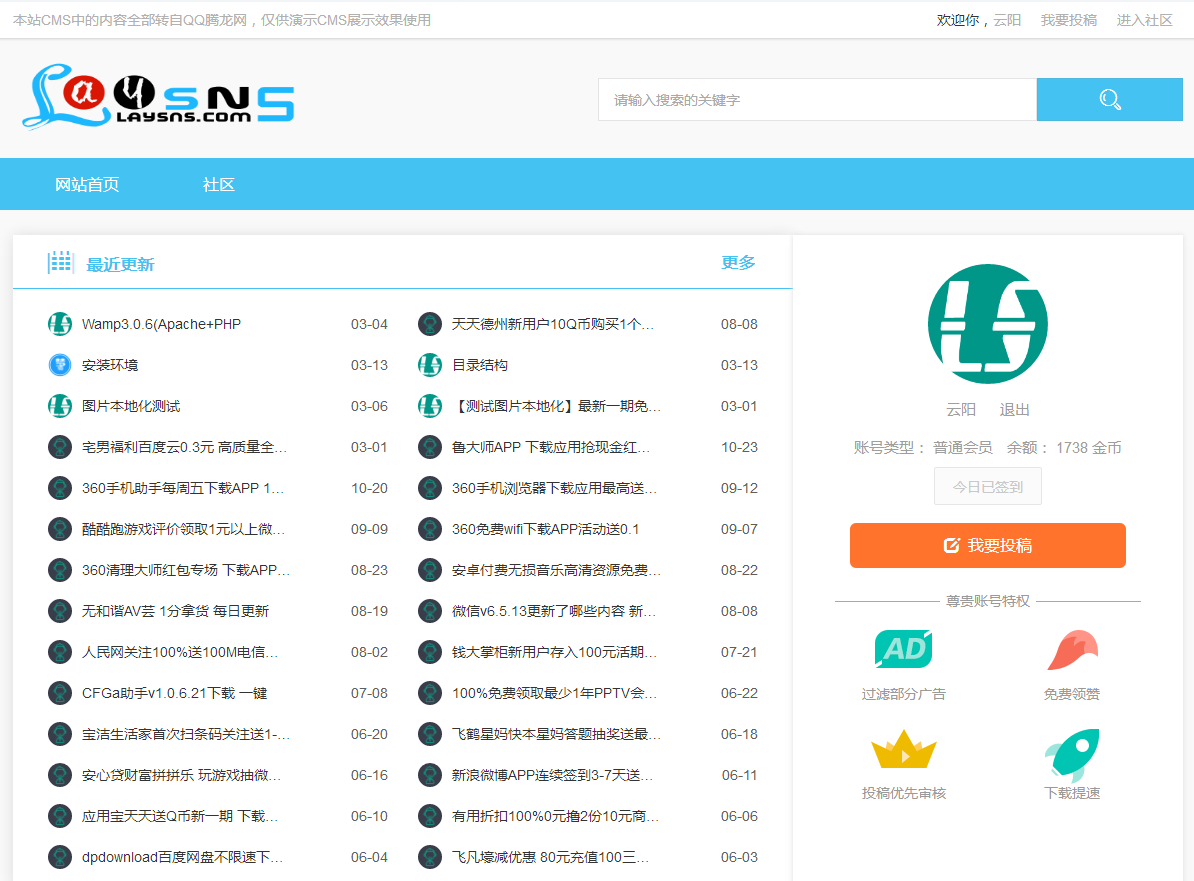 本站CMS中的内容全部转自QQ腾龙网，仅供演示CMS展示效果使用
欢迎你，云阳 我要投稿 进入社区
Laysns
LAYSNS.COM
请输入搜索的关键字
网站首页 社区
最近更新 更多
Wamp3.0.6(Apache+PHP 03-04 天天德州新用户10Q币购买1个… 08-08
安装环境 03-13 目录结构 03-13
图片本地化测试 03-06 【测试图片本地化】最新一期免… 03-01
宅男福利百度云0.3元 高质量全… 03-01 鲁大师APP 下载应用抢现金红… 10-23
360手机助手每周五下载APP 1… 10-20 360手机浏览器下载应用最高送… 09-12
酷酷跑游戏评价领取1元以上微… 09-09 360免费wifi下载APP活动送0.1 09-07
360清理大师红包专场 下载APP… 08-23 安卓付费无损音乐高清资源免费… 08-22
无和谐AV芸 1分拿货 每日更新 08-19 微信v6.5.13更新了哪些内容 新… 08-08
人民网关注100%送100M电信… 08-02 钱大掌柜新用户存入100元活期… 07-21
CFGa助手v1.0.6.21下载 一键 07-08 100%免费领取最少1年PPTV会… 06-22
宝洁生活家首次扫条码关注送1-… 06-20 飞鹤星妈快本星妈答题抽奖送最… 06-18
安心贷财富拼拼乐 玩游戏抽微… 06-16 新浪微博APP连续签到3-7天送… 06-11
应用宝天天送Q币新一期 下载… 06-10 有用折扣100%0元撸2份10元商… 06-06
dpdownload百度网盘不限速下… 06-04 飞凡壕减优惠 80元充值100三… 06-03
LS
云阳 退出
账号类型： 普通会员 余额： 1738 金币
今日已签到
我要投稿
尊贵账号特权
AD
过滤部分广告 免费领赞
投稿优先审核 下载提速